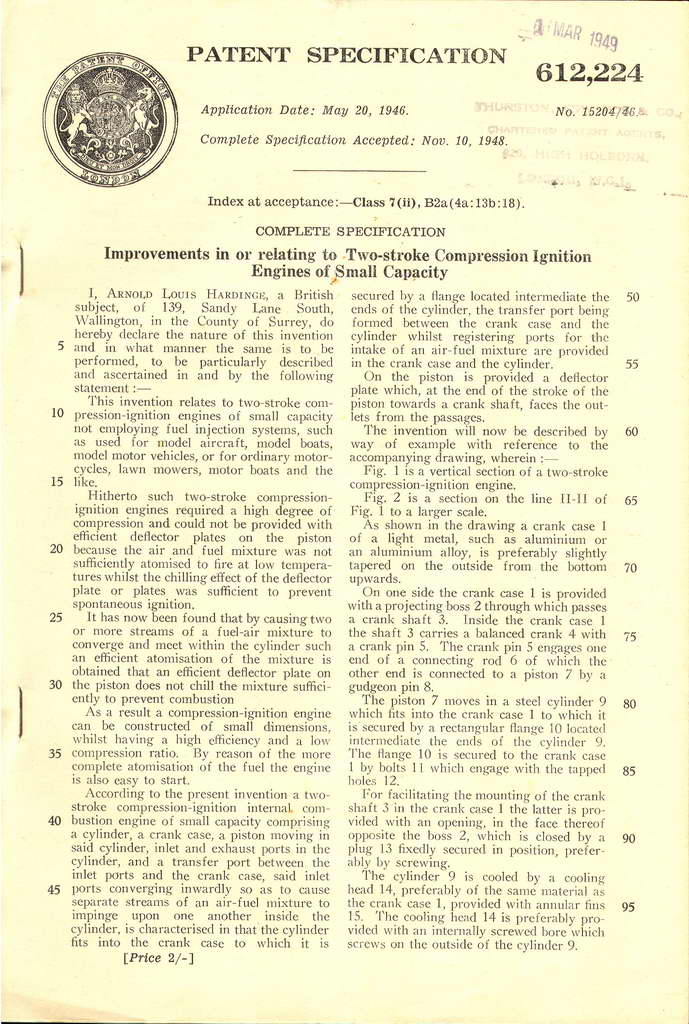 MAR 1949
PATENT SPECIFICATION
612,224
THE PATENT OFFICE
LONDON
Application Date: May 20, 1946.
No. 15204/46.
Complete Specification Accepted: Nov. 10, 1948.
THURSTON
CHARTERED PATENT AGENTS,
HIGH HOLBORN,
Index at acceptance:—Class 7(ii), B2a(4a:13b:18).
COMPLETE SPECIFICATION
Improvements in or relating to Two-stroke Compression Ignition
Engines of Small Capacity
I, ARNOLD LOUIS HARDINGE, a British
subject, of 139, Sandy Lane South,
Wallington, in the County of Surrey, do
hereby declare the nature of this invention
5 and in what manner the same is to be
performed, to be particularly described
and ascertained in and by the following
statement :—
This invention relates to two-stroke com-
10 pression-ignition engines of small capacity
not employing fuel injection systems, such
as used for model aircraft, model boats,
model motor vehicles, or for ordinary motor-
cycles, lawn mowers, motor boats and the
15 like.
Hitherto such two-stroke compression-
ignition engines required a high degree of
compression and could not be provided with
efficient deflector plates on the piston
20 because the air and fuel mixture was not
sufficiently atomised to fire at low tempera-
tures whilst the chilling effect of the deflector
plate or plates was sufficient to prevent
spontaneous ignition.
25 It has now been found that by causing two
or more streams of a fuel-air mixture to
converge and meet within the cylinder such
an efficient atomisation of the mixture is
obtained that an efficient deflector plate on
30 the piston does not chill the mixture suffici-
ently to prevent combustion
As a result a compression-ignition engine
can be constructed of small dimensions,
whilst having a high efficiency and a low
35 compression ratio. By reason of the more
complete atomisation of the fuel the engine
is also easy to start.
According to the present invention a two-
stroke compression-ignition internal com-
40 bustion engine of small capacity comprising
a cylinder, a crank case, a piston moving in
said cylinder, inlet and exhaust ports in the
cylinder, and a transfer port between the
inlet ports and the crank case, said inlet
45 ports converging inwardly so as to cause
separate streams of an air-fuel mixture to
impinge upon one another inside the
cylinder, is characterised in that the cylinder
fits into the crank case to which it is
[Price 2/-]
secured by a flange located intermediate the 50
ends of the cylinder, the transfer port being
formed between the crank case and the
cylinder whilst registering ports for the
intake of an air-fuel mixture are provided
in the crank case and the cylinder. 55
On the piston is provided a deflector
plate which, at the end of the stroke of the
piston towards a crank shaft, faces the out-
lets from the passages.
The invention will now be described by 60
way of example with reference to the
accompanying drawing, wherein :—
Fig. 1 is a vertical section of a two-stroke
compression-ignition engine.
Fig. 2 is a section on the line II-II of 65
Fig. 1 to a larger scale.
As shown in the drawing a crank case 1
of a light metal, such as aluminium or
an aluminium alloy, is preferably slightly
tapered on the outside from the bottom 70
upwards.
On one side the crank case 1 is provided
with a projecting boss 2 through which passes
a crank shaft 3. Inside the crank case 1
the shaft 3 carries a balanced crank 4 with 75
a crank pin 5. The crank pin 5 engages one
end of a connecting rod 6 of which the
other end is connected to a piston 7 by a
gudgeon pin 8.
The piston 7 moves in a steel cylinder 9 80
which fits into the crank case 1 to which it
is secured by a rectangular flange 10 located
intermediate the ends of the cylinder 9.
The flange 10 is secured to the crank case
1 by bolts 11 which engage with the tapped 85
holes 12.
For facilitating the mounting of the crank
shaft 3 in the crank case 1 the latter is pro-
vided with an opening, in the face thereof
opposite the boss 2, which is closed by a 90
plug 13 fixedly secured in position, prefer-
ably by screwing.
The cylinder 9 is cooled by a cooling
head 14, preferably of the same material as
the crank case 1, provided with annular fins 95
15. The cooling head 14 is preferably pro-
vided with an internally screwed bore which
screws on the outside of the cylinder 9.